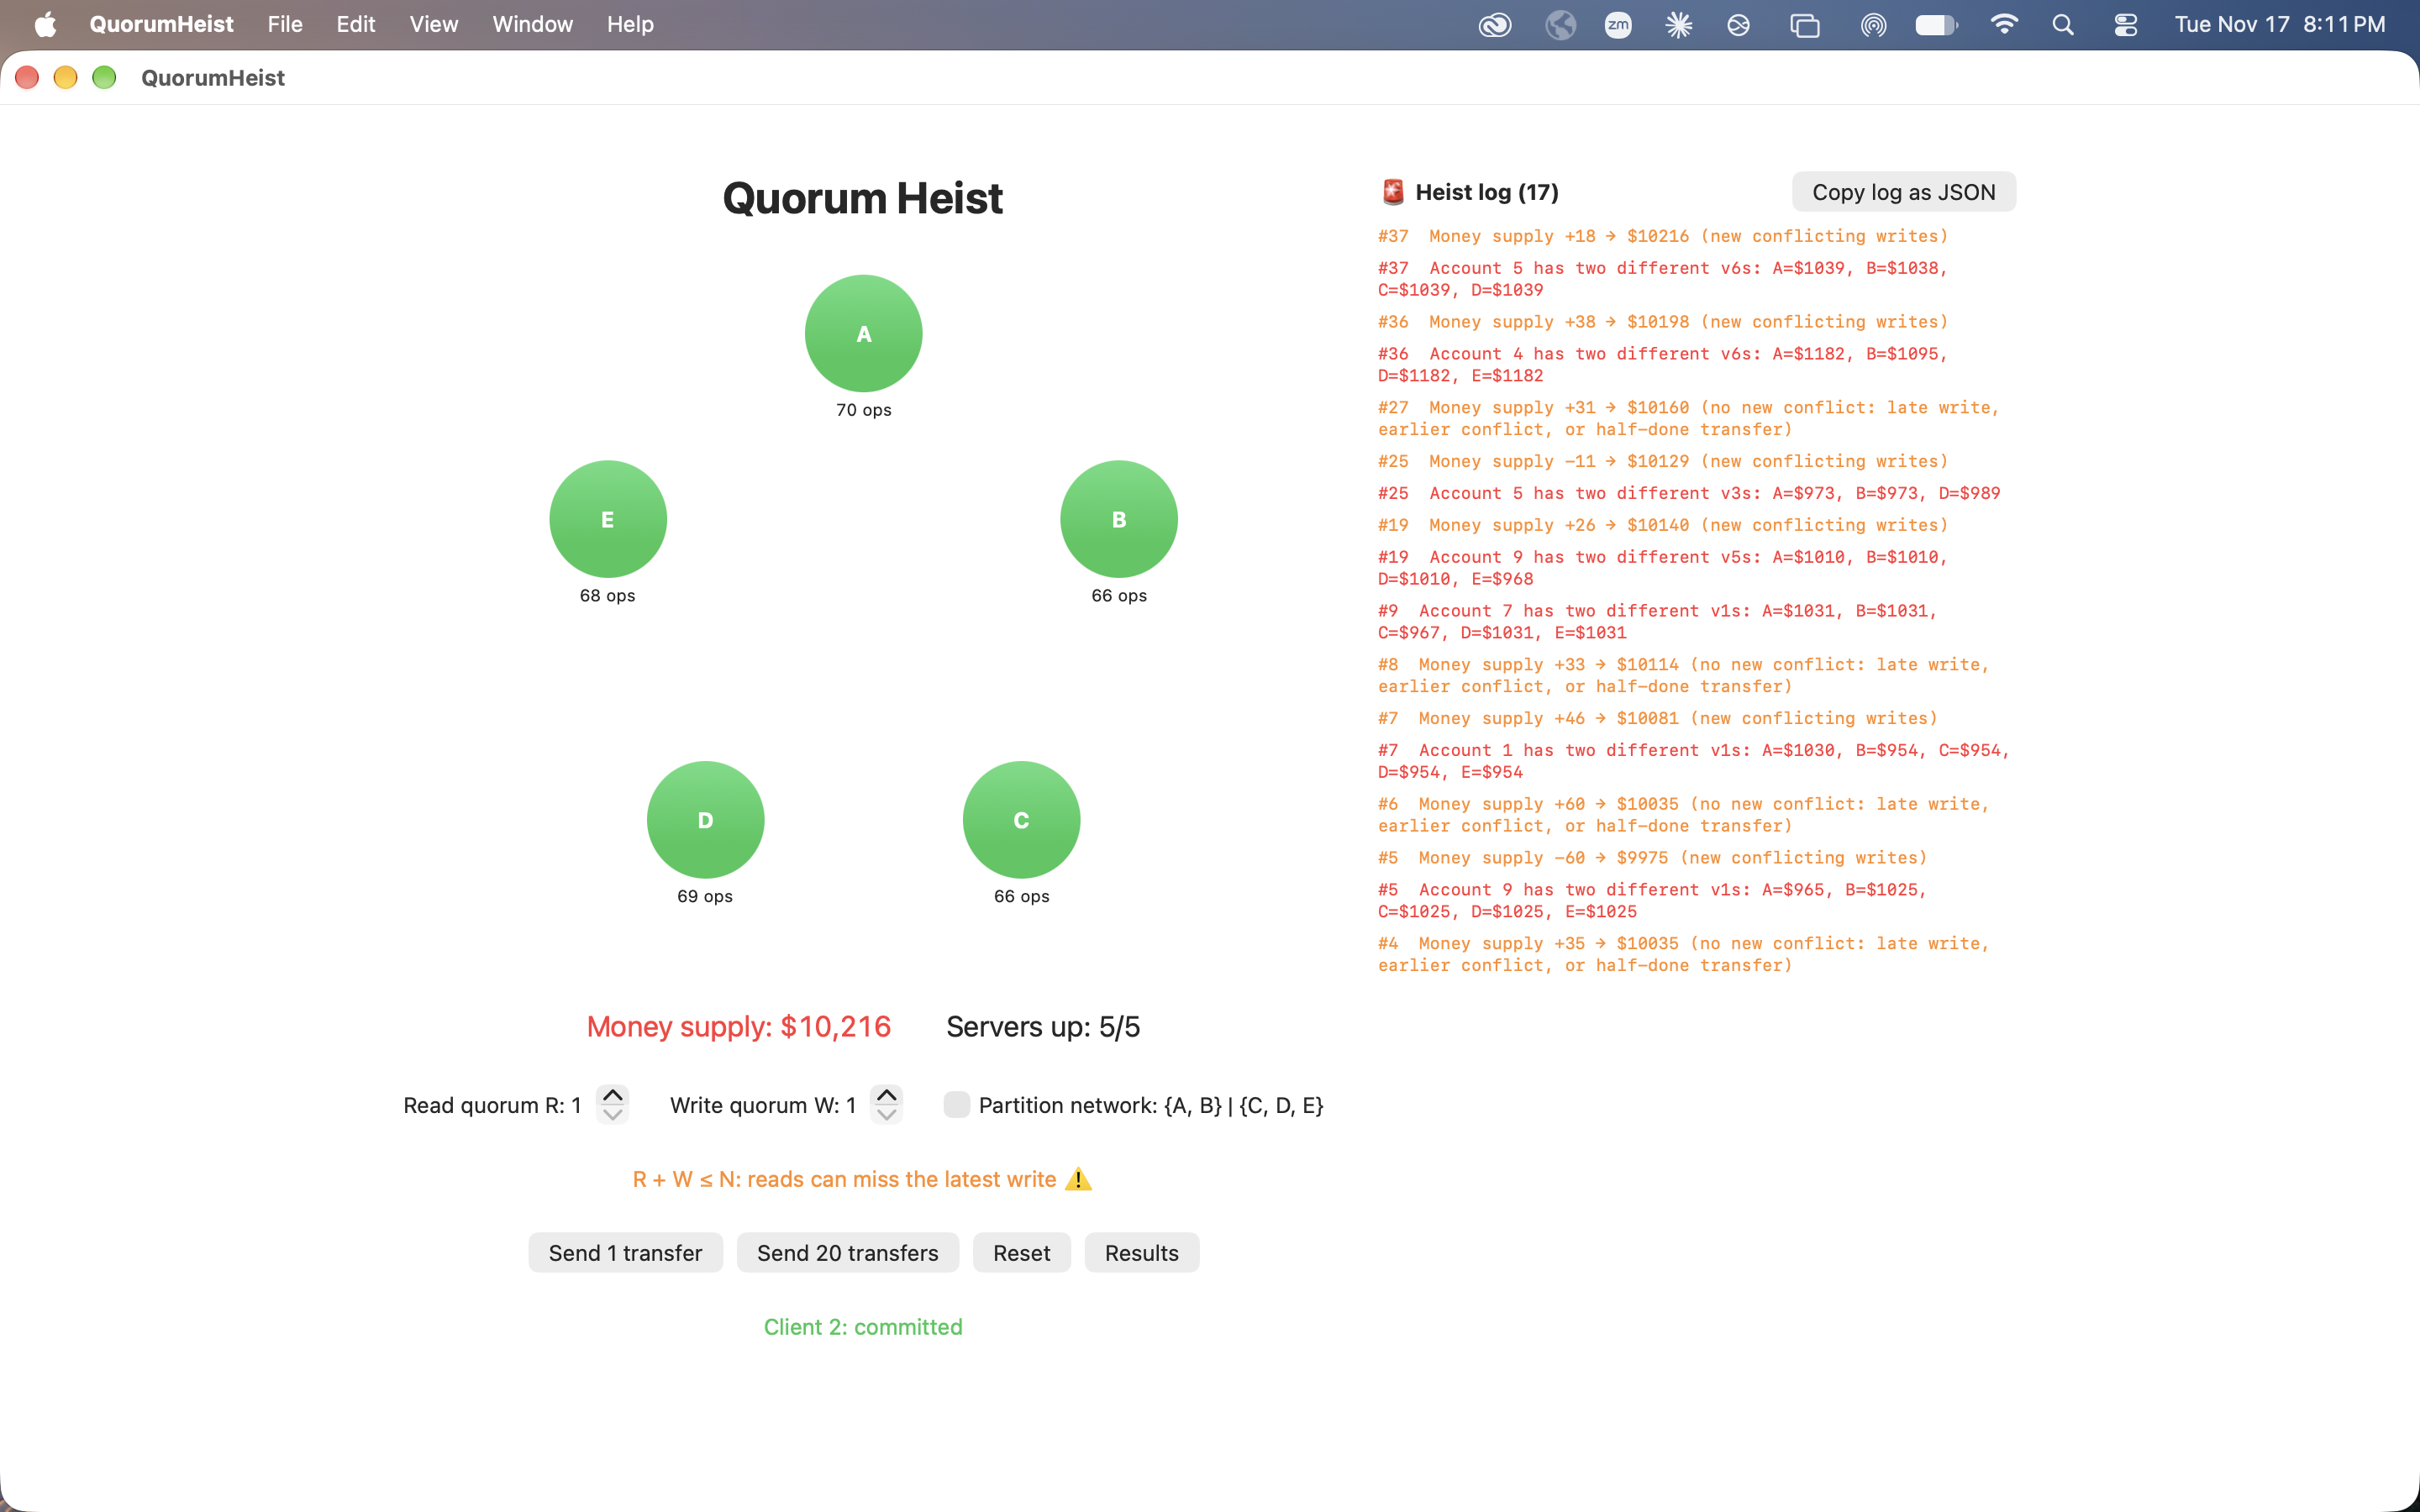 QuorumHeist File Edit View Window Help zm Tue Nov 17 8:11 PM
QuorumHeist
Quorum Heist
A
70 ops
E
68 ops
B
66 ops
D
69 ops
C
66 ops
Money supply: $10,216 Servers up: 5/5
Read quorum R: 1 Write quorum W: 1 Partition network: {A, B} | {C, D, E}
R + W ≤ N: reads can miss the latest write ⚠️
Send 1 transfer Send 20 transfers Reset Results
Client 2: committed
🚨 Heist log (17) Copy log as JSON
#37 Money supply +18 → $10216 (new conflicting writes)
#37 Account 5 has two different v6s: A=$1039, B=$1038,
C=$1039, D=$1039
#36 Money supply +38 → $10198 (new conflicting writes)
#36 Account 4 has two different v6s: A=$1182, B=$1095,
D=$1182, E=$1182
#27 Money supply +31 → $10160 (no new conflict: late write,
earlier conflict, or half-done transfer)
#25 Money supply -11 → $10129 (new conflicting writes)
#25 Account 5 has two different v3s: A=$973, B=$973, D=$989
#19 Money supply +26 → $10140 (new conflicting writes)
#19 Account 9 has two different v5s: A=$1010, B=$1010,
D=$1010, E=$968
#9 Account 7 has two different v1s: A=$1031, B=$1031,
C=$967, D=$1031, E=$1031
#8 Money supply +33 → $10114 (no new conflict: late write,
earlier conflict, or half-done transfer)
#7 Money supply +46 → $10081 (new conflicting writes)
#7 Account 1 has two different v1s: A=$1030, B=$954, C=$954,
D=$954, E=$954
#6 Money supply +60 → $10035 (no new conflict: late write,
earlier conflict, or half-done transfer)
#5 Money supply -60 → $9975 (new conflicting writes)
#5 Account 9 has two different v1s: A=$965, B=$1025,
C=$1025, D=$1025, E=$1025
#4 Money supply +35 → $10035 (no new conflict: late write,
earlier conflict, or half-done transfer)